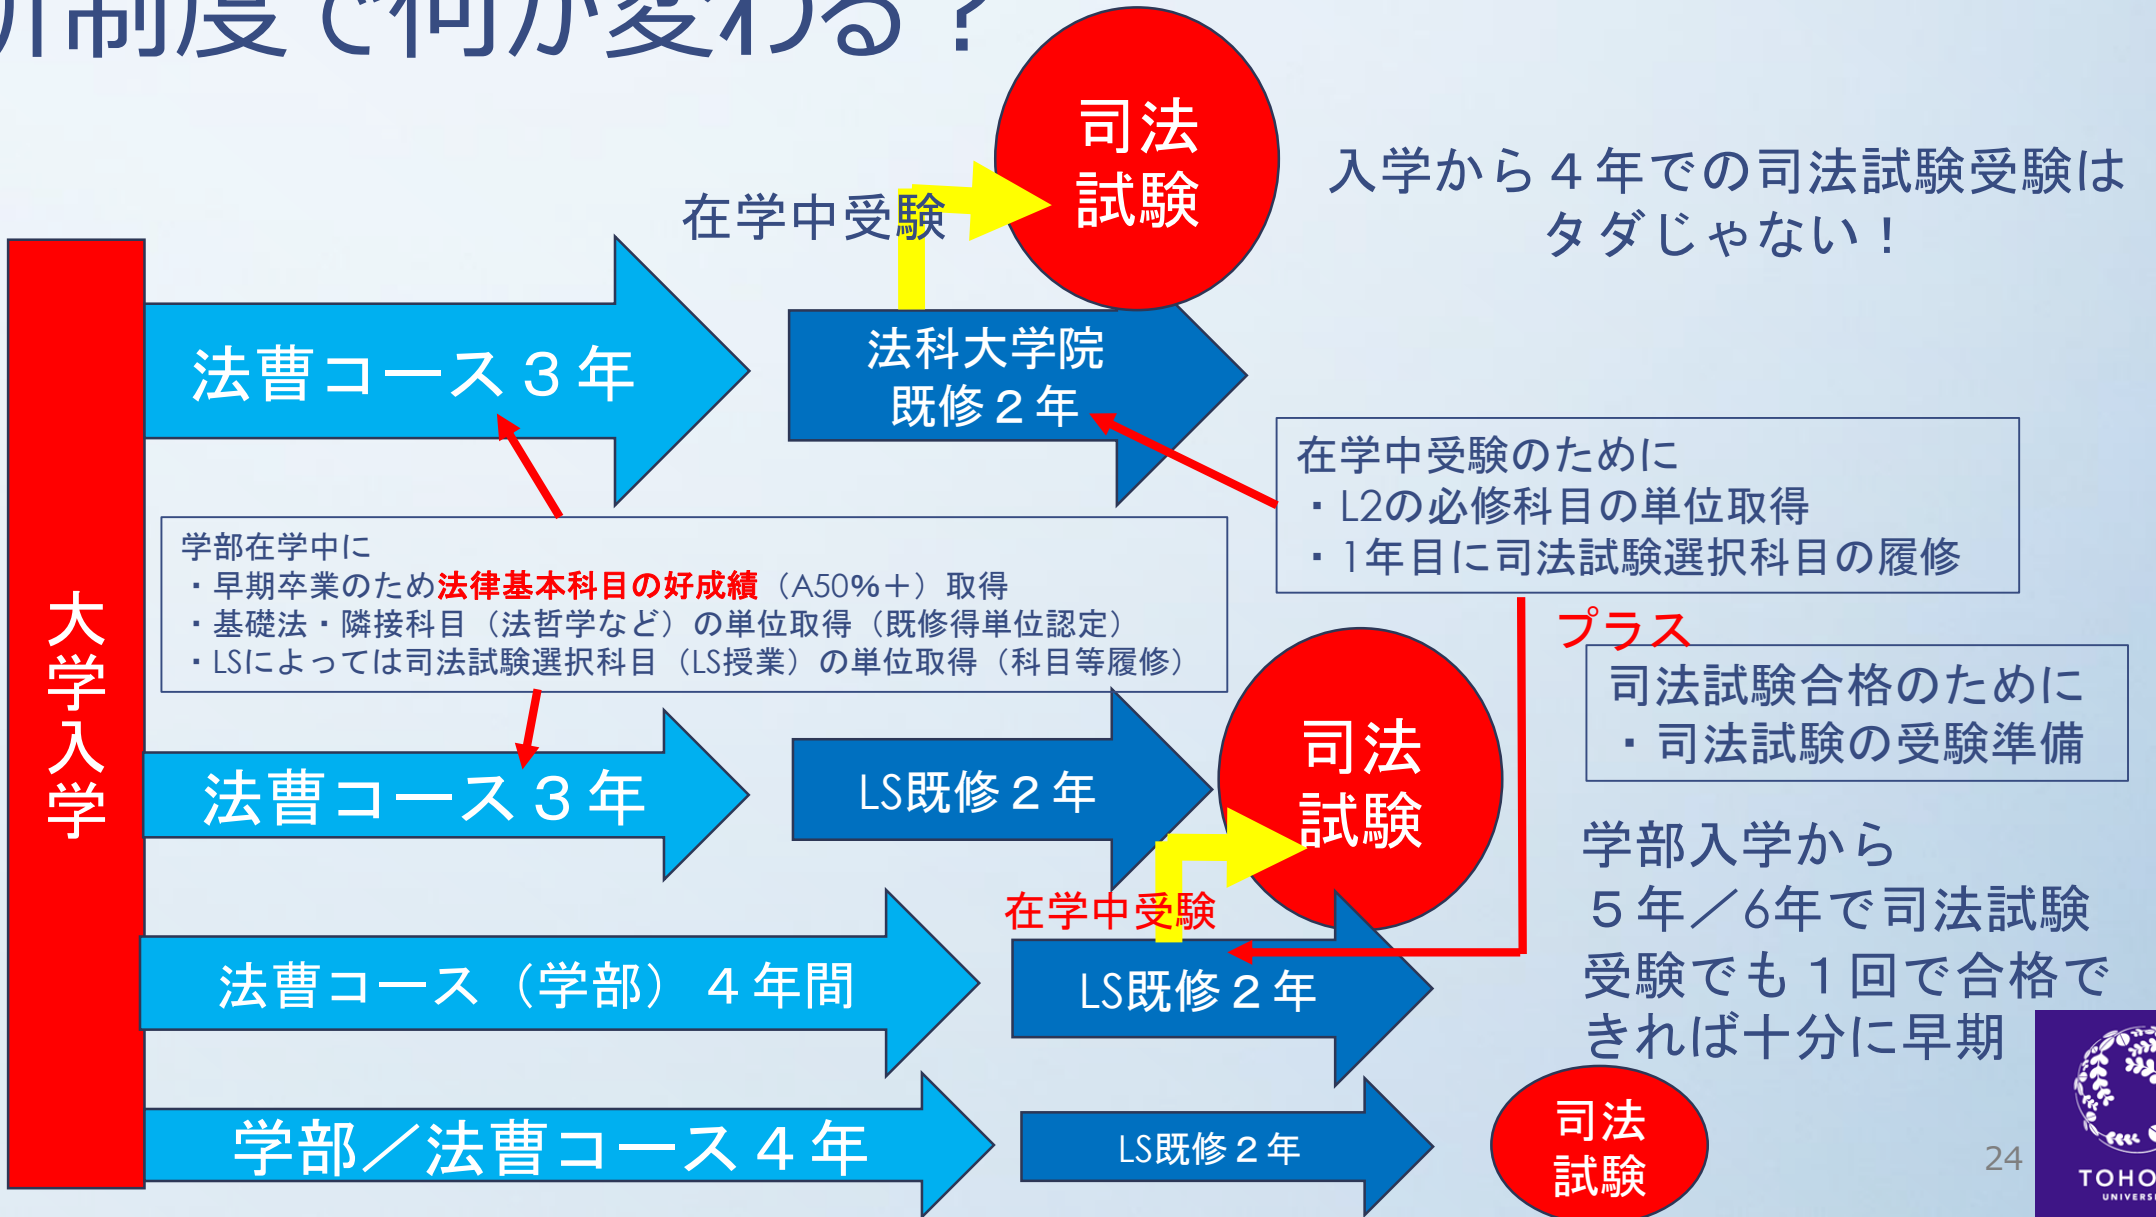 制度で何が変わる？
司法
試験
在学中受験
入学から４年での司法試験受験は
タダじゃない！
大学入学
法曹コース３年
法科大学院
既修２年
在学中受験のために
・L2の必修科目の単位取得
・1年目に司法試験選択科目の履修
学部在学中に
・早期卒業のため法律基本科目の好成績（A50%＋）取得
・基礎法・隣接科目（法哲学など）の単位取得（既修得単位認定）
・LSによっては司法試験選択科目（LS授業）の単位取得（科目等履修）
プラス
司法試験合格のために
・司法試験の受験準備
法曹コース３年
LS既修２年
司法
試験
在学中受験
法曹コース（学部）４年間
LS既修２年
学部入学から
５年／6年で司法試験
受験でも１回で合格で
きれば十分に早期
学部／法曹コース４年
LS既修２年
司法
試験
24